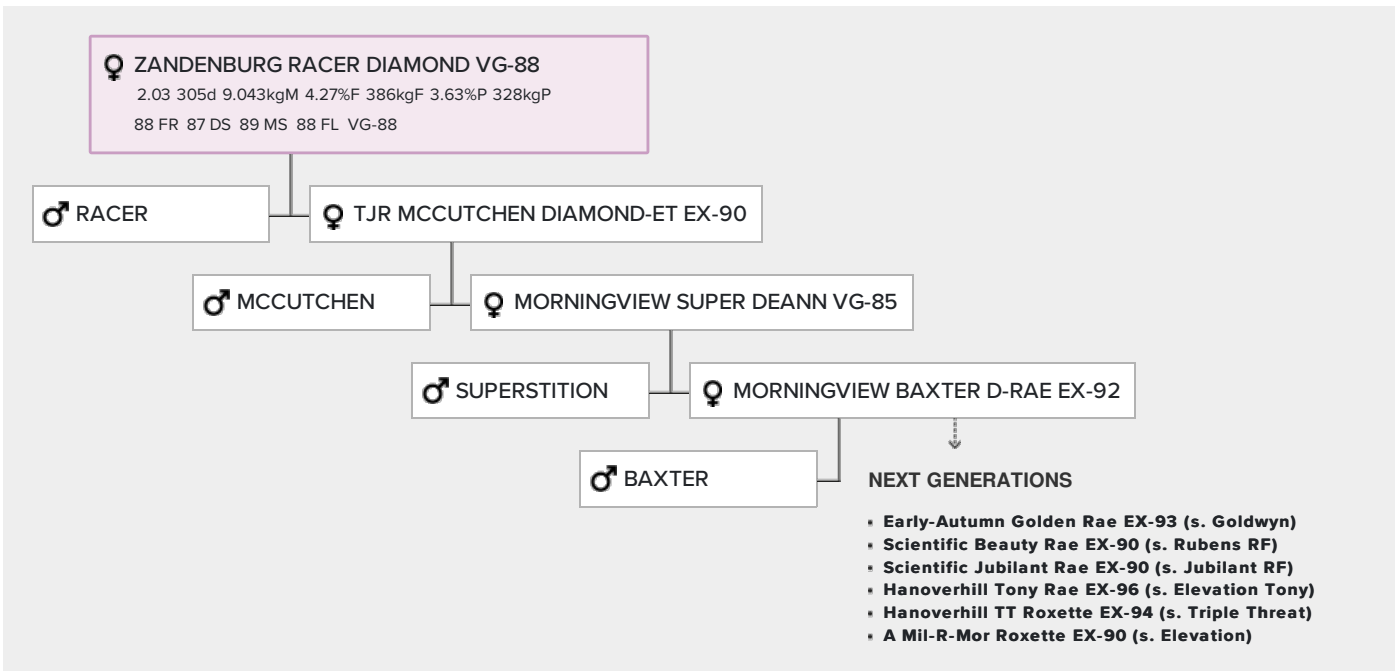 ZANDENBURG RACER DIAMOND VG-88
2.03 305d 9.043kgM 4.27%F 386kgF 3.63%P 328kgP
88 FR 87 DS 89 MS 88 FL VG-88
RACER
TJR MCCUTCHEN DIAMOND-ET EX-90
MCCUTCHEN
MORNINGVIEW SUPER DEANN VG-85
SUPERSTITION
MORNINGVIEW BAXTER D-RAE EX-92
BAXTER
NEXT GENERATIONS
Early-Autumn Golden Rae EX-93 (s. Goldwyn)
Scientific Beauty Rae EX-90 (s. Rubens RF)
Scientific Jubilant Rae EX-90 (s. Jubilant RF)
Hanoverhill Tony Rae EX-96 (s. Elevation Tony)
Hanoverhill TT Roxette EX-94 (s. Triple Threat)
A Mil-R-Mor Roxette EX-90 (s. Elevation)